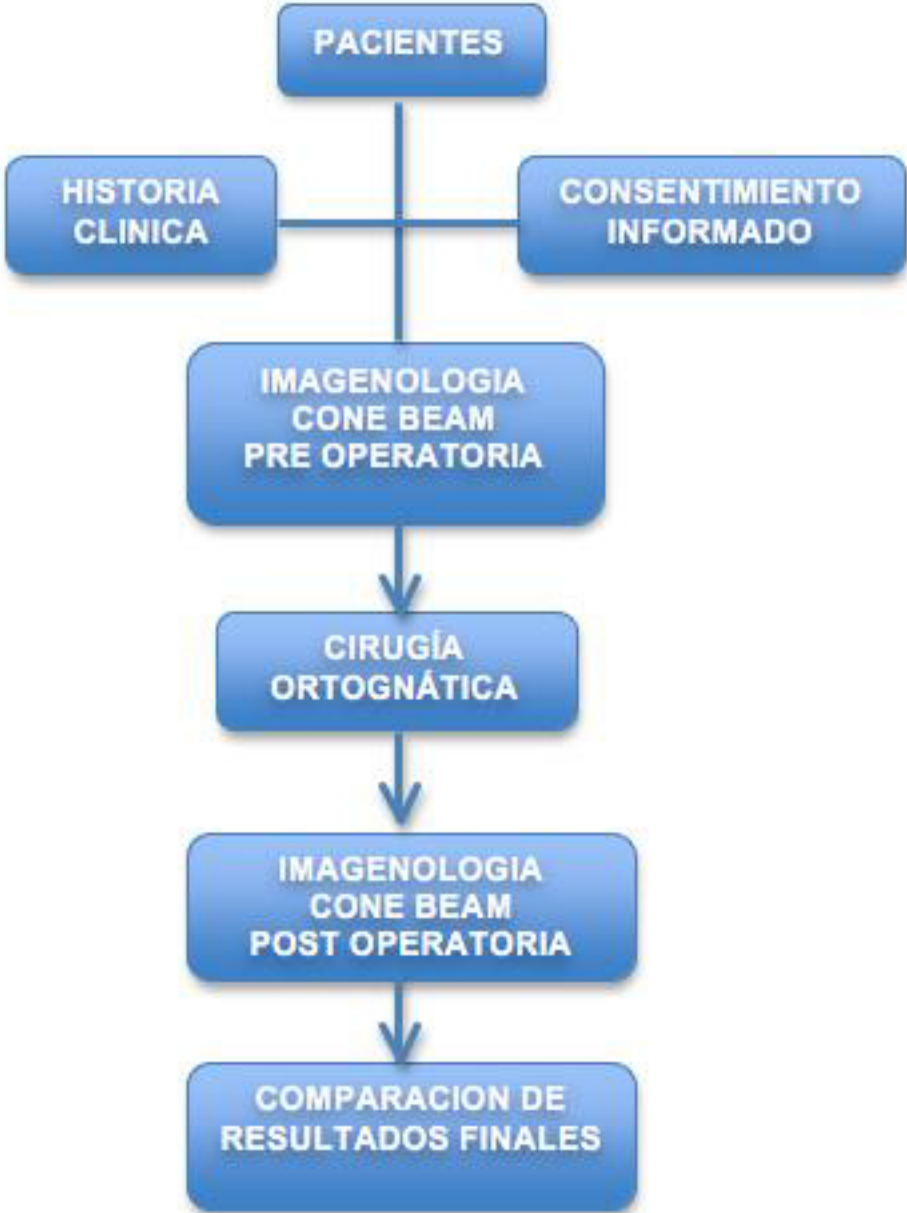 PACIENTES
HISTORIA
CLINICA
CONSENTIMIENTO
INFORMADO
IMAGENOLOGIA
CONE BEAM
PRE OPERATORIA
CIRUGÍA
ORTOGNÁTICA
IMAGENOLOGIA
CONE BEAM
POST OPERATORIA
COMPARACION DE
RESULTADOS FINALES